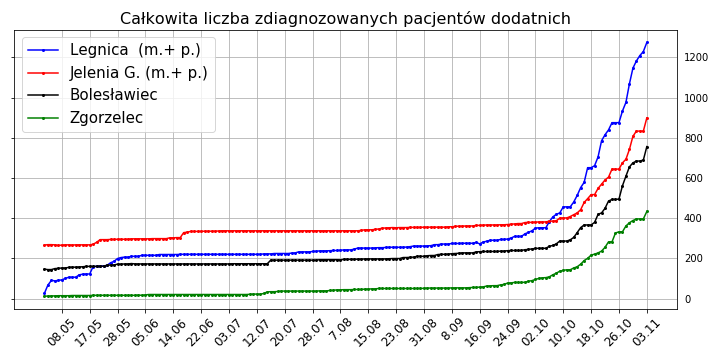 Całkowita liczba zdiagnozowanych pacjentów dodatnich
Legnica (m.+ p.)
Jelenia G. (m.+ p.)
Bolesławiec
Zgorzelec
1200
1000
800
600
400
200
0
08.05 17.05 28.05 05.06 14.06 22.06 03.07 12.07 20.07 28.07 7.08 15.08 23.08 31.08 8.09 16.09 24.09 02.10 10.10 18.10 26.10 03.11